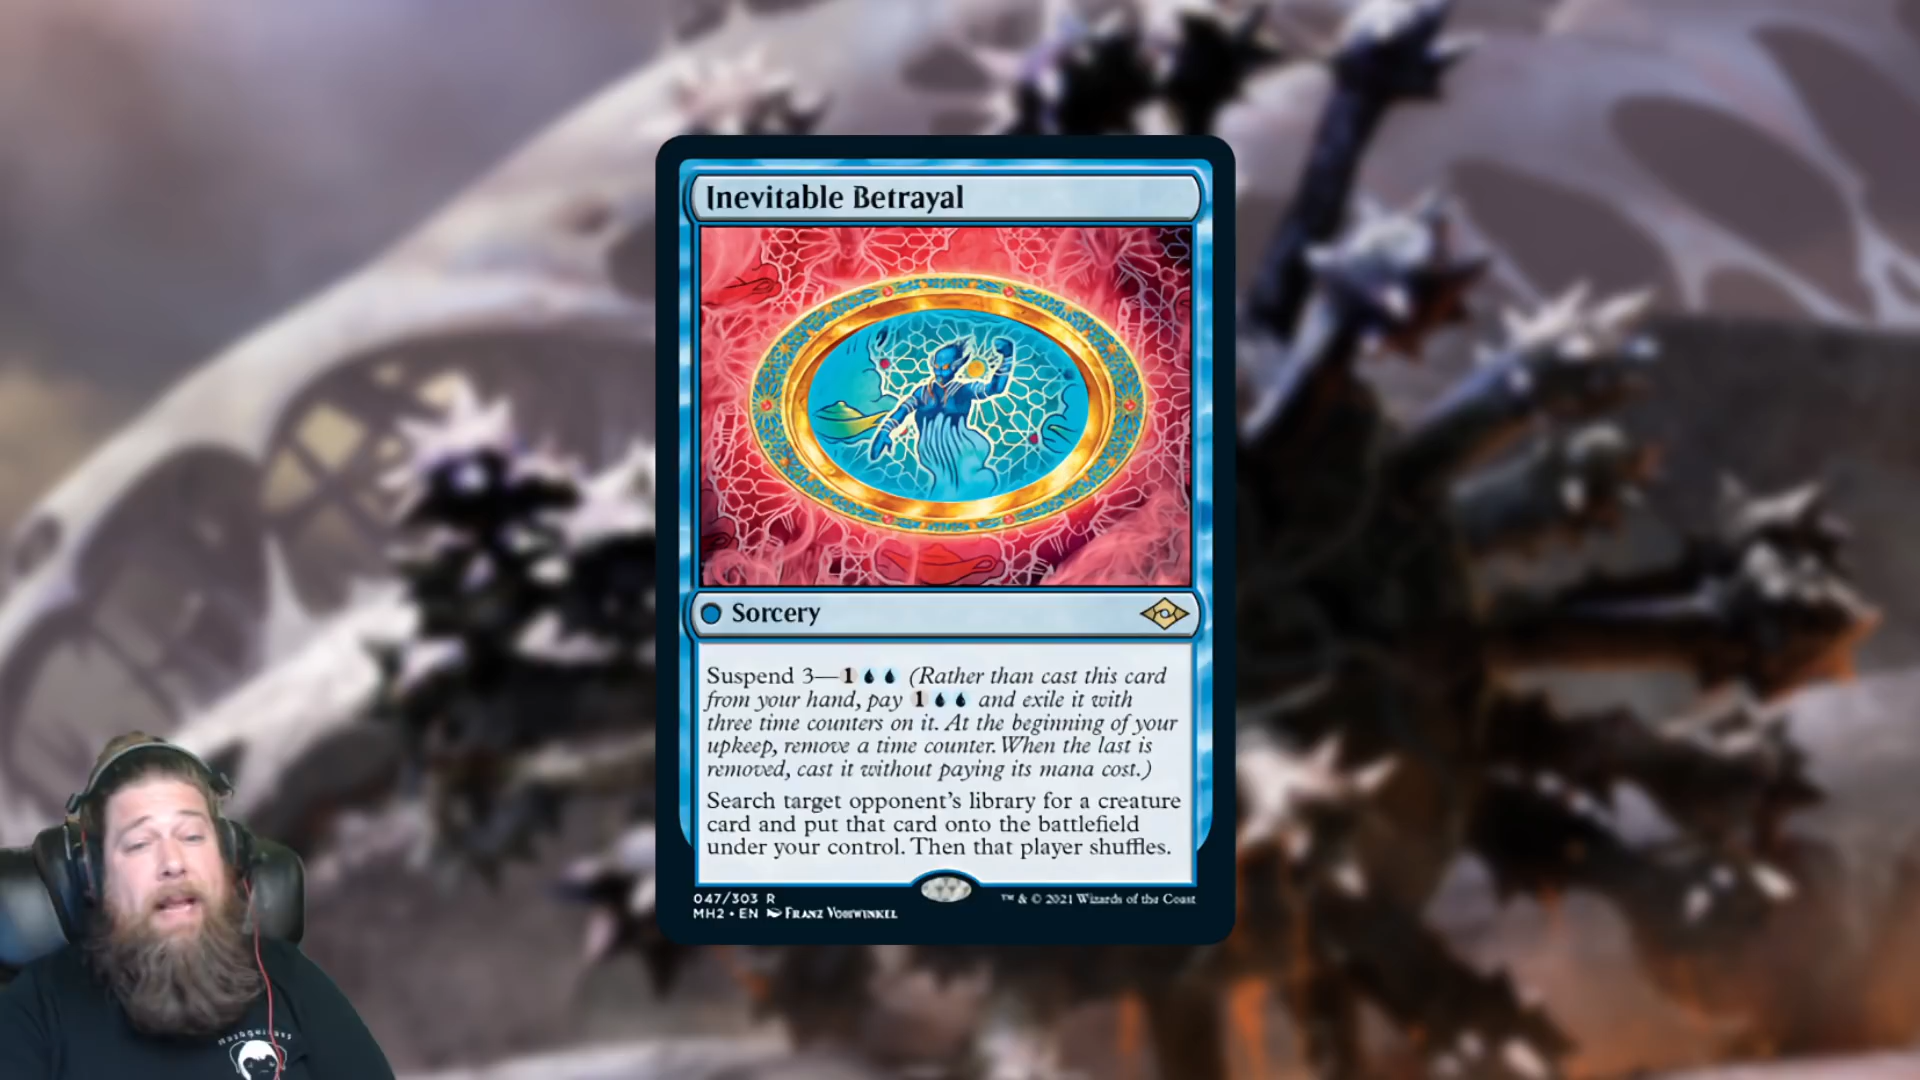 Inevitable Betrayal
Sorcery
Suspend 3—1 (Rather than cast this card
from your hand, pay 1 and exile it with
three time counters on it. At the beginning of your
upkeep, remove a time counter. When the last is
removed, cast it without paying its mana cost.)
Search target opponent's library for a creature
card and put that card onto the battlefield
under your control. Then that player shuffles.
047/303 R
MH2 • EN Franz Vohwinkel
™ & © 2021 Wizards of the Coast